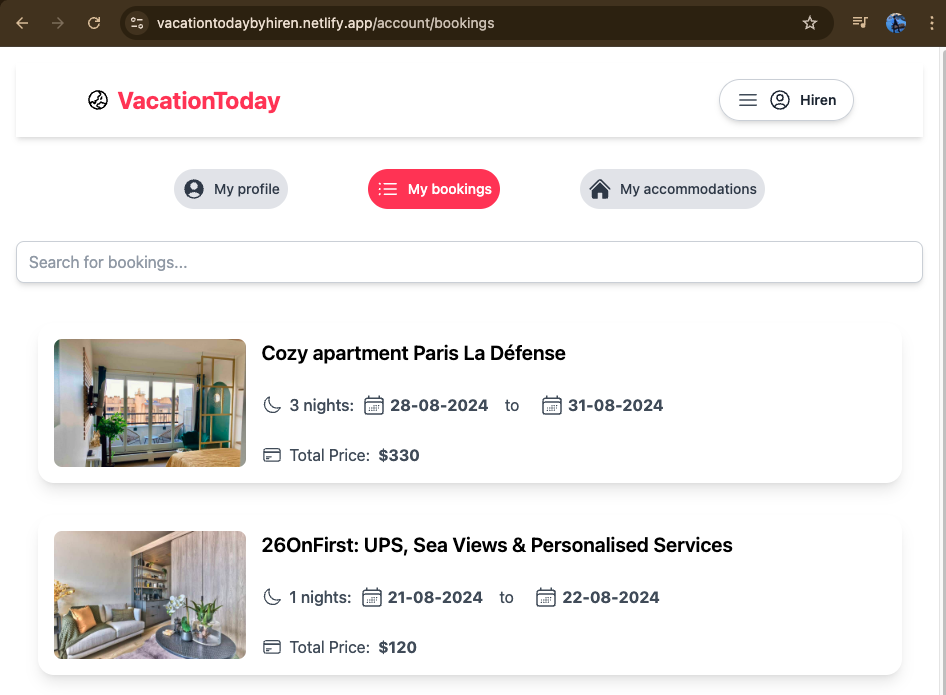 vacationtodaybyhiren.netlify.app/account/bookings
VacationToday
Hiren
My profile
My bookings
My accommodations
Search for bookings...
Cozy apartment Paris La Défense
3 nights: 28-08-2024 to 31-08-2024
Total Price: $330
26OnFirst: UPS, Sea Views & Personalised Services
1 nights: 21-08-2024 to 22-08-2024
Total Price: $120